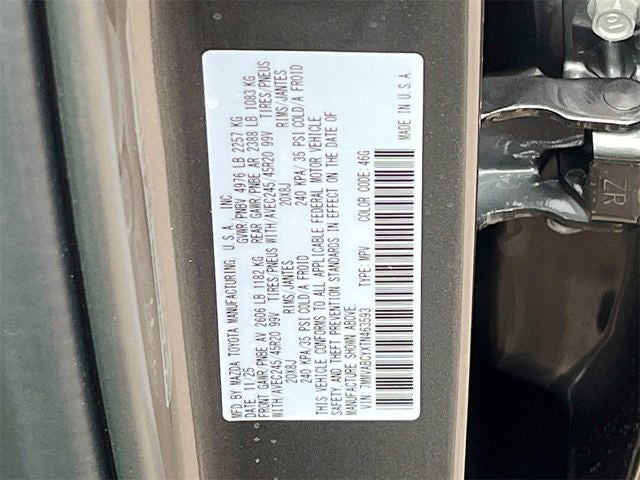 MFD BY MAZDA TOYOTA MANUFACTURING, U.S.A., INC.
DATE: 11/25 GVWR/PNBV 4976 LB 2257 KG
FRONT GAWR/PNBE AV 2606 LB 1182 KG REAR GAWR/PNBE AR 2388 LB 1083 KG
WITH/AVEC245/45R20 99V TIRES/PNEUS WITH/AVEC245/45R20 99V TIRES/PNEUS
20X8J RIMS/JANTES 20X8J RIMS/JANTES
240 KPA/35 PSI COLD/A FROID 240 KPA/ 35 PSI COLD/A FROID
THIS VEHICLE CONFORMS TO ALL APPLICABLE FEDERAL MOTOR VEHICLE
SAFETY, AND THEFT PREVENTION STANDARDS IN EFFECT ON THE DATE OF
MANUFACTURE SHOWN ABOVE.
VIN: 7MMVABCY1TN463593 TYPE: MPV COLOR CODE: 46G
MADE IN U.S.A.
ZR